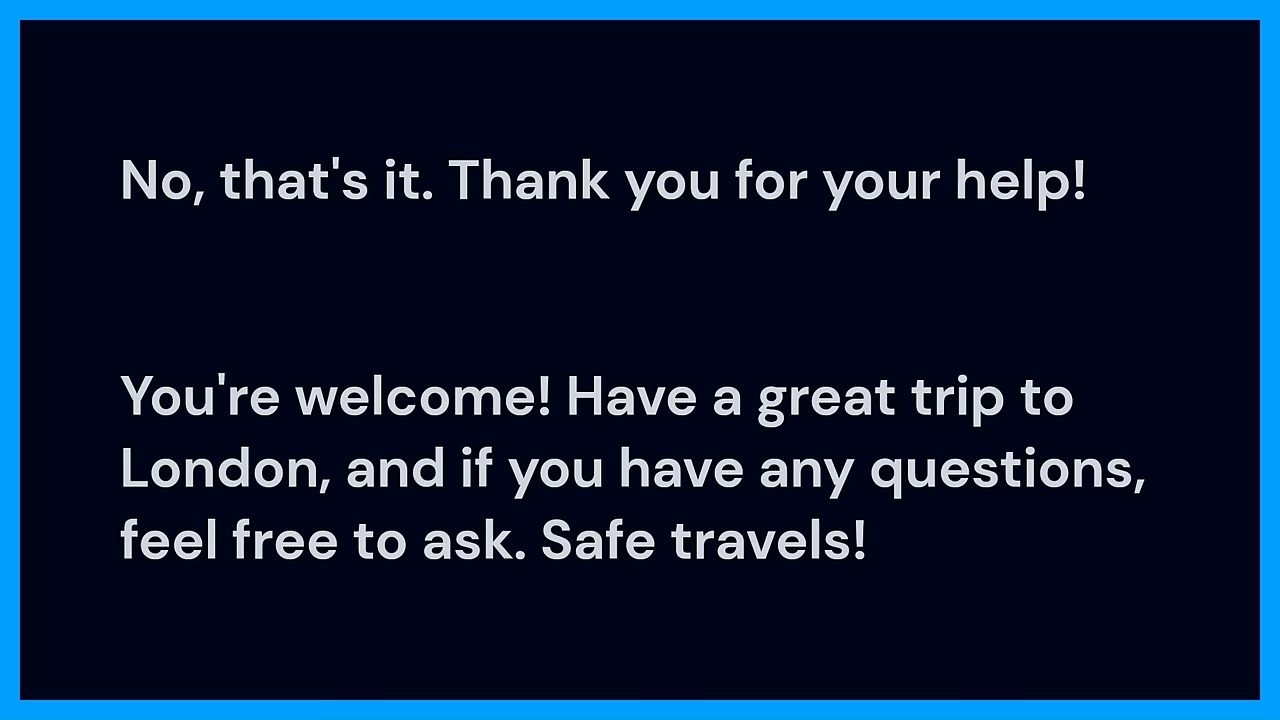 No, that's it. Thank you for your help!
You're welcome! Have a great trip to
London, and if you have any questions,
feel free to ask. Safe travels!